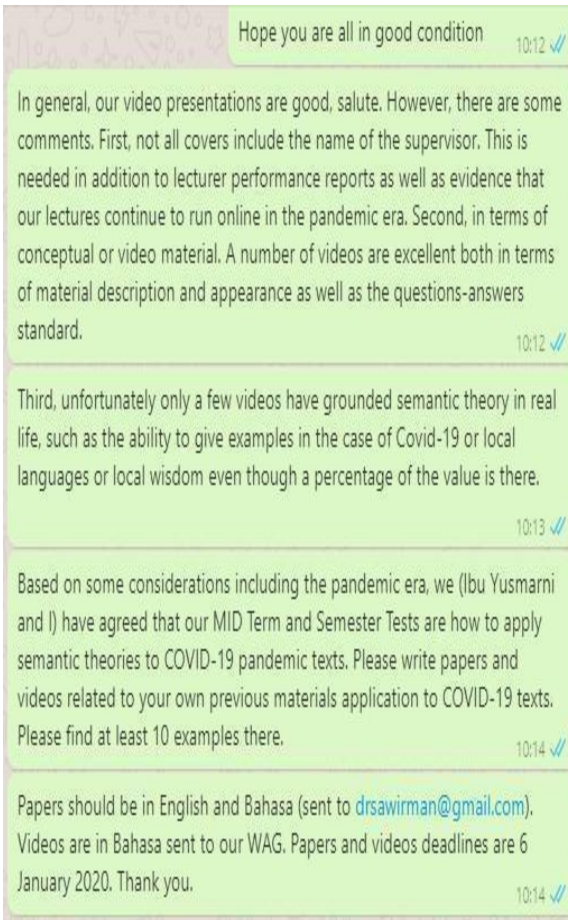 Hope you are all in good condition
10:12
In general, our video presentations are good, salute. However, there are some
comments. First, not all covers include the name of the supervisor. This is
needed in addition to lecturer performance reports as well as evidence that
our lectures continue to run online in the pandemic era. Second, in terms of
conceptual or video material. A number of videos are excellent both in terms
of material description and appearance as well as the questions-answers
standard.
10:12
Third, unfortunately only a few videos have grounded semantic theory in real
life, such as the ability to give examples in the case of Covid-19 or local
languages or local wisdom even though a percentage of the value is there.
10:13
Based on some considerations including the pandemic era, we (Ibu Yusmarni
and I) have agreed that our MID Term and Semester Tests are how to apply
semantic theories to COVID-19 pandemic texts. Please write papers and
videos related to your own previous materials application to COVID-19 texts.
Please find at least 10 examples there.
10:14
Papers should be in English and Bahasa (sent to drsawirman@gmail.com).
Videos are in Bahasa sent to our WAG. Papers and videos deadlines are 6
January 2020. Thank you.
10:14